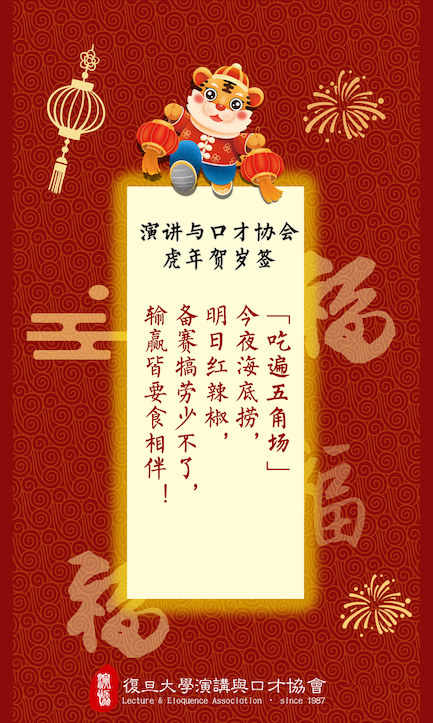 演讲与口才协会
虎年贺岁签
「吃遍五角场」
今夜海底捞，
明日红辣椒，
备赛犒劳少不了，
输赢皆要食相伴！
福
福
福
復旦大學演講與口才協會
Lecture & Eloquence Association · since 1987